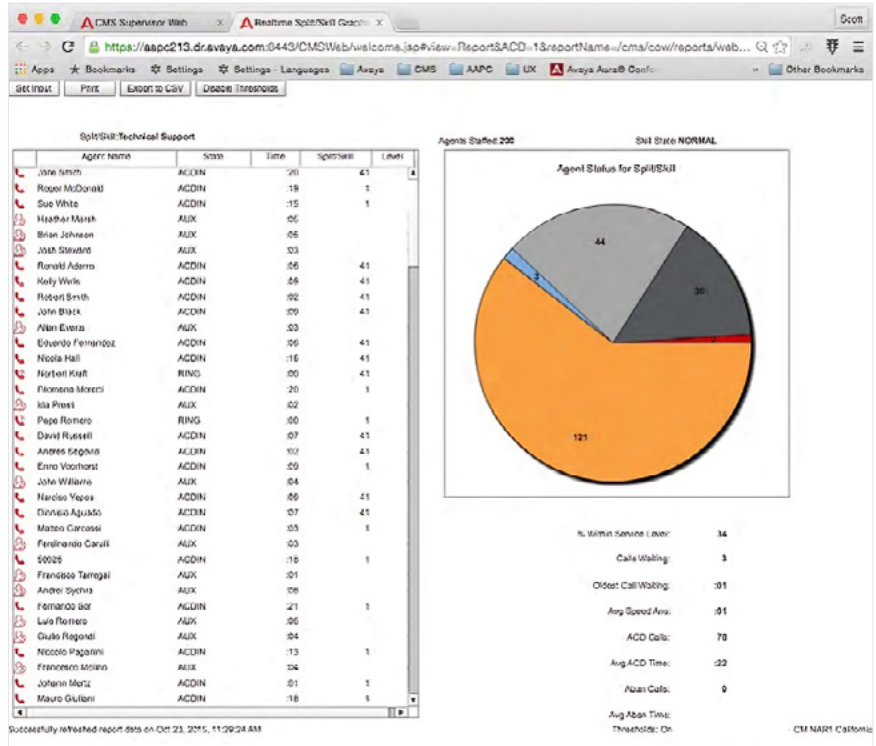 CMS Supervisor Web
Realtime Split/Skill Graphic
Scott
https://aapc213.dr.avaya.com:8443/CMSWeb/welcome.jsp#view=Report&ACD=1&reportName=/cms/cow/reports/web...
Apps Bookmarks Settings Settings - Languages Avaya CMS AAPC UX Avaya Aura® Confe Other Bookmarks
Set Input Print Export to CSV Disable Thresholds
Split/Skill: Technical Support
Agents Staffed: 200 Skill State: NORMAL
Agent Name State Time Split/Skill Level
Jane Smith ACDIN :20 41
Roger McDonald ACDIN :19 1
Sue White ACDIN :15 1
Heather Marsh AUX :05
Brian Johnson AUX
Josh Steward AUX :03
Ronald Adams ACDIN 41
Kelly Wells ACDIN 41
Robert Smith ACDIN :02 41
John Black ACDIN :09 41
Allan Evans AUX :03
Eduardo Fernandez ACDIN 41
Nicola Hall ACDIN :16 41
Norbert Kraft RING :00 41
Filomena Moretti ACDIN :20 1
Ida Presti AUX :02
Pepe Romero RING :00 1
David Russell ACDIN :07 41
Andres Segovia ACDIN :02 41
Enno Voorhorst ACDIN :09 1
John Williams AUX :04
Narciso Yepes ACDIN 41
Dionisio Aguado ACDIN :07 41
Matteo Carcassi ACDIN :03 1
Ferdinando Carulli AUX :03
ACDIN 1
Francisco Tarregai AUX :01
Andrei Sychra AUX :08
Fernando Sor ACDIN :21 1
Luis Romero AUX
Giulio Regondi AUX :04
Niccolo Paganini ACDIN :13 1
Francesco Molino AUX :04
Johann Mertz ACDIN :01 1
Mauro Giuliani ACDIN :18 1
Agent Status for Split/Skill
44
3
30
121
% Within Service Level: 34
Calls Waiting: 3
Oldest Call Waiting: :01
Avg Speed Ans: :01
ACD Calls: 78
Avg ACD Time: :22
Aban Calls: 0
Avg Aban Time:
Successfully refreshed report data on Oct 23, 2015, 11:29:24 AM
Thresholds: On
CM NAR1 California